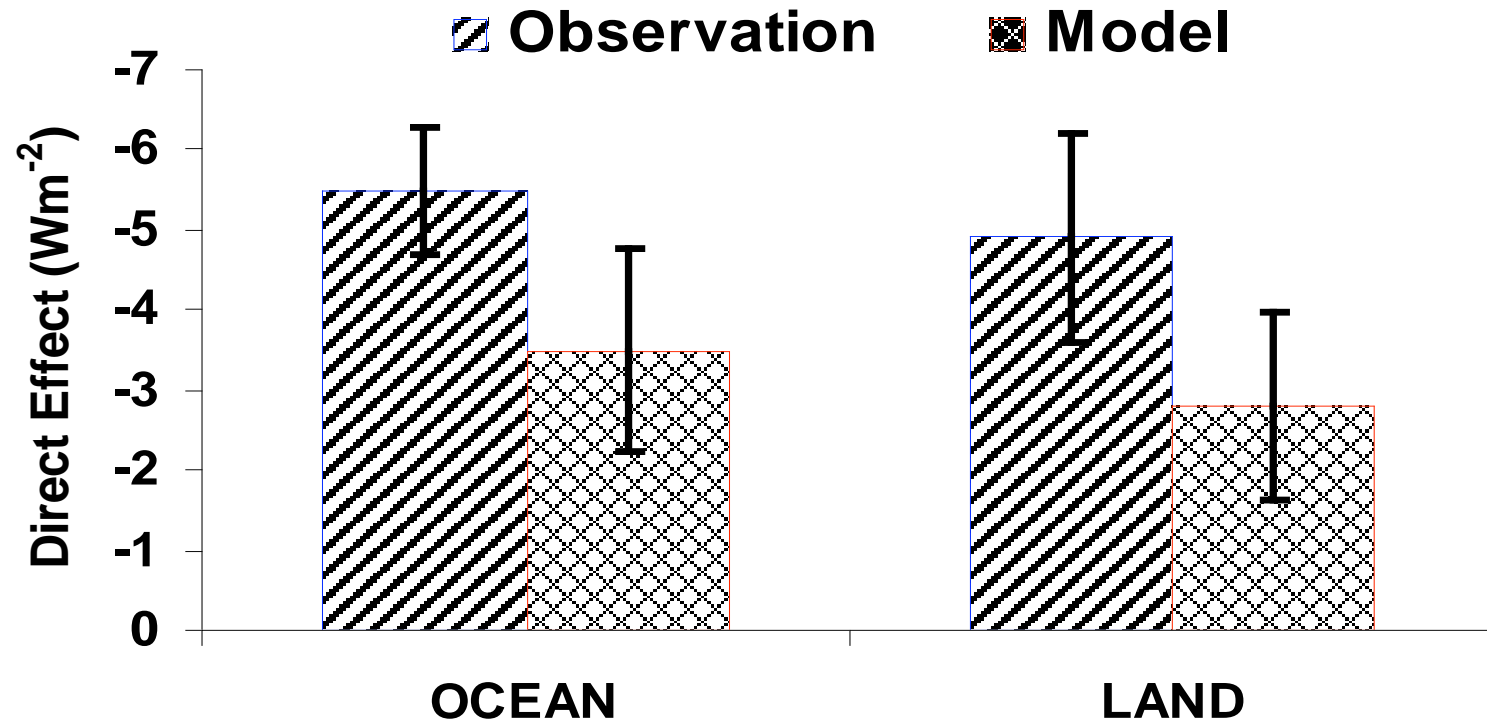 Observation Model
-7
-6
-5
-4
-3
-2
-1
0
Direct Effect (Wm⁻²)
OCEAN LAND